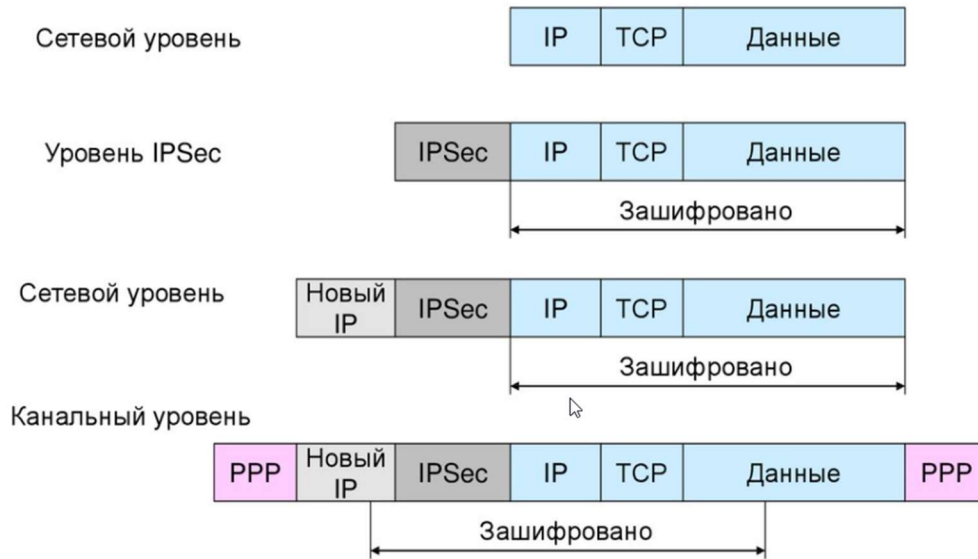 Сетевой уровень IP TCP Данные
Уровень IPSec IPSec IP TCP Данные
Зашифровано
Сетевой уровень Новый IP IPSec IP TCP Данные
Зашифровано
Канальный уровень
PPP Новый IP IPSec IP TCP Данные PPP
Зашифровано